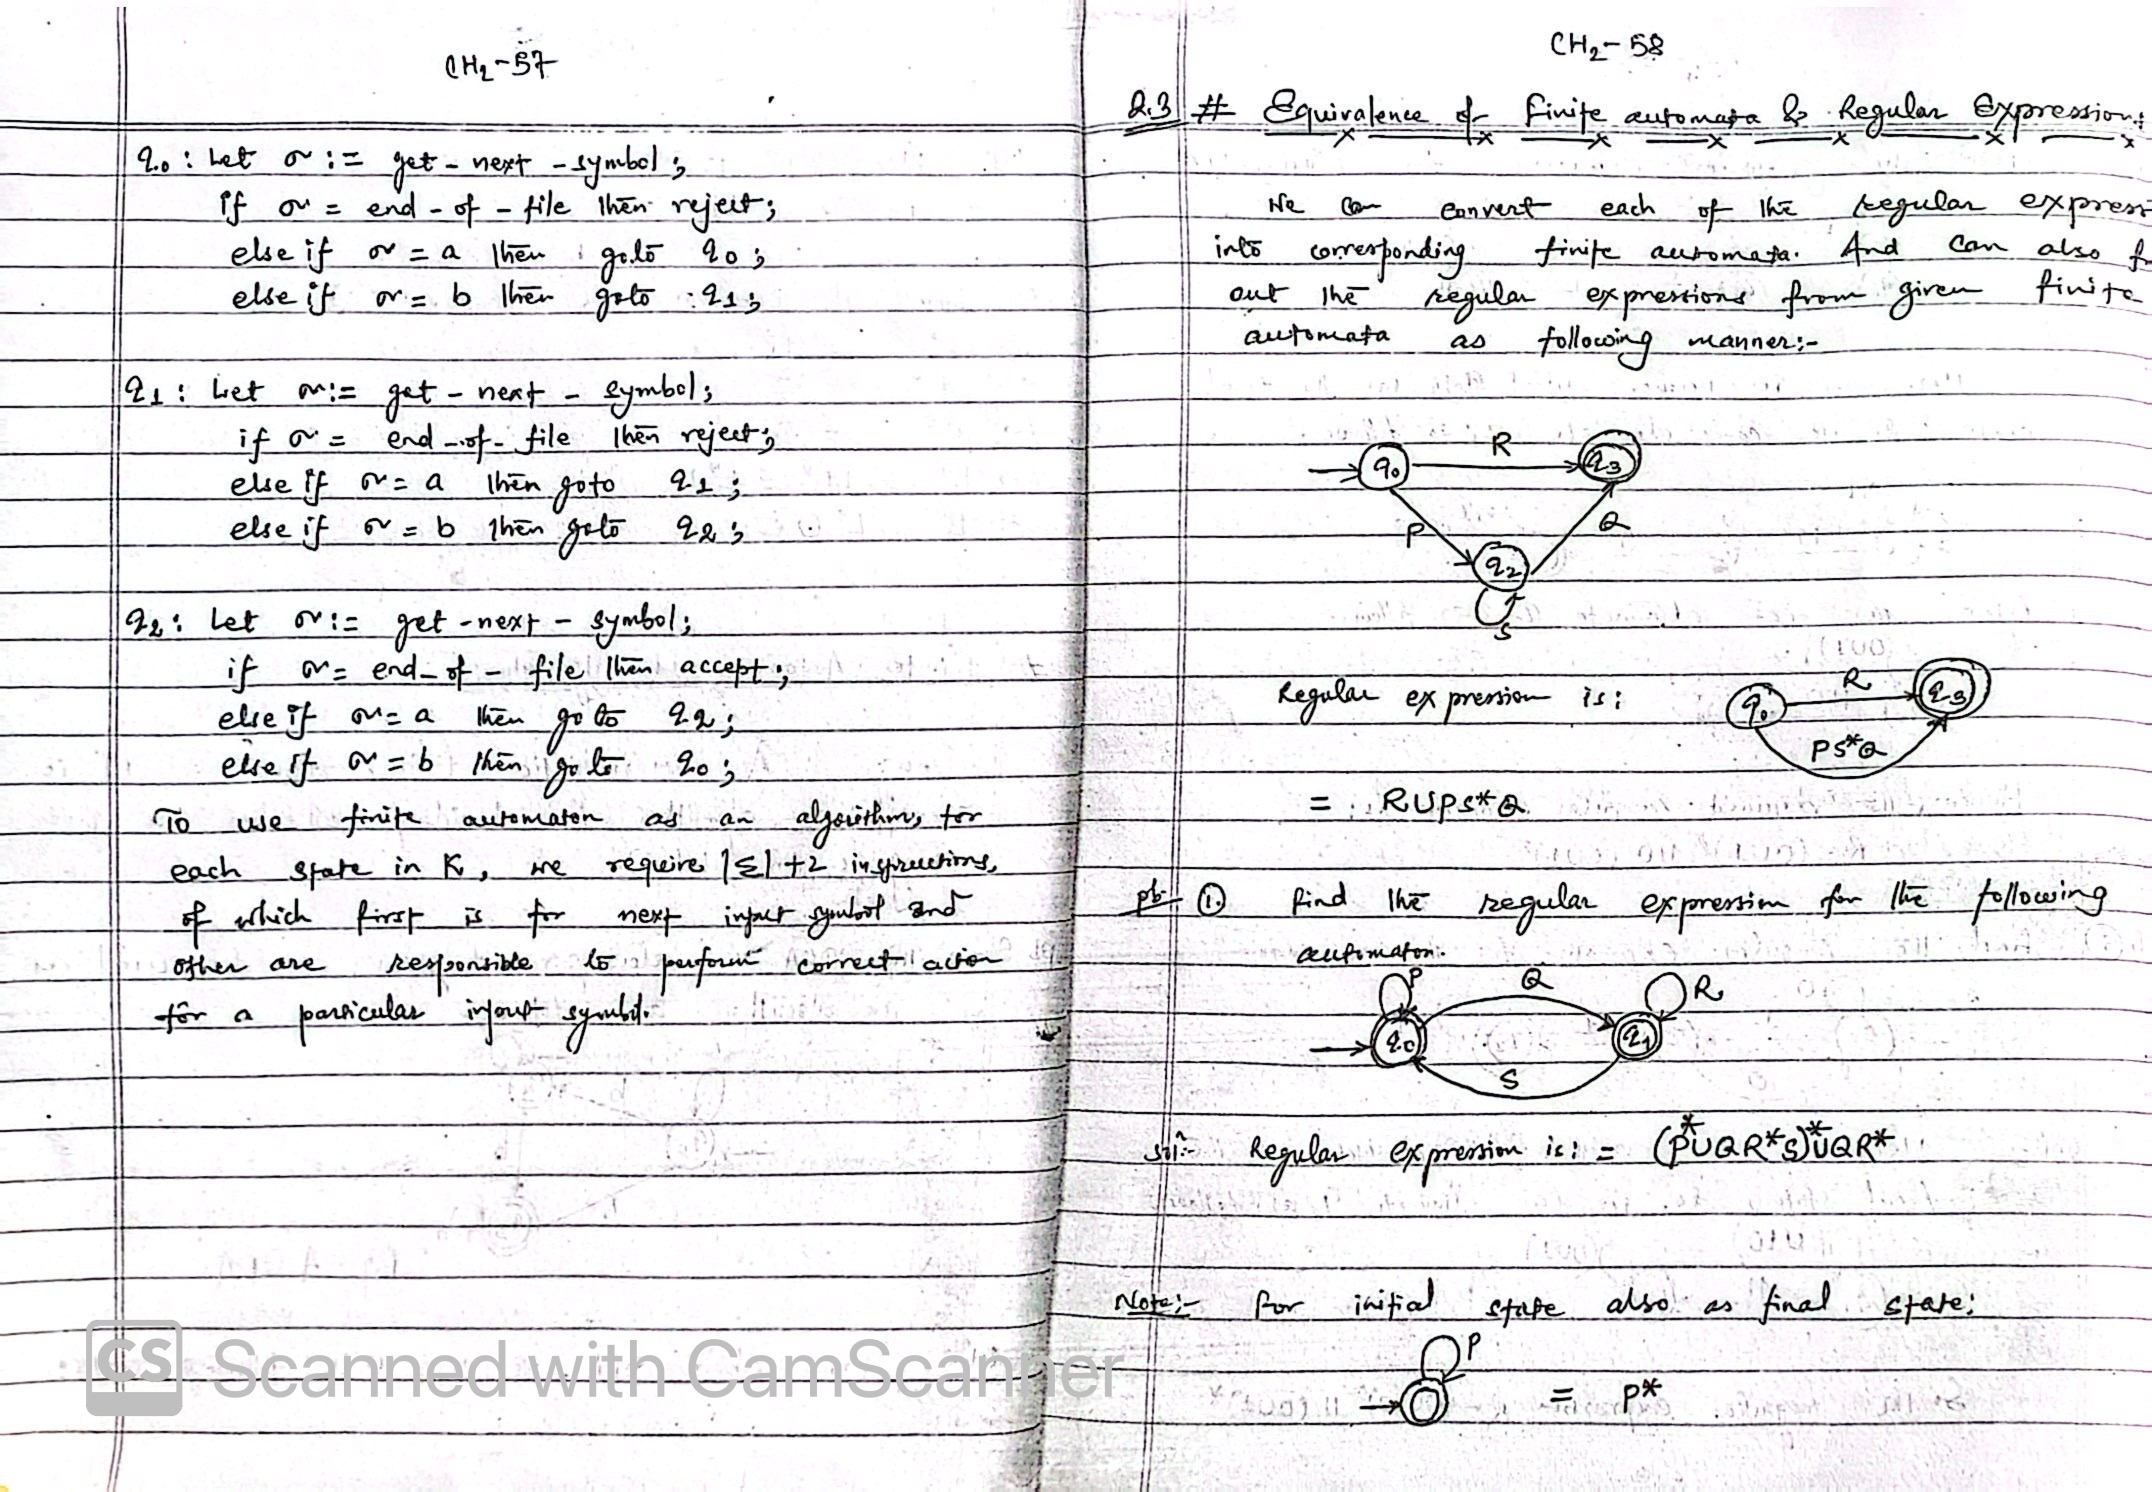 CH2-57
q0 : Let σ := get-next-symbol;
if σ = end-of-file then reject;
else if σ = a then goto q0;
else if σ = b then goto q1;
q1 : Let σ := get-next-symbol;
if σ = end-of-file then reject;
else if σ = a then goto q1;
else if σ = b then goto q2;
q2 : Let σ := get-next-symbol;
if σ = end-of-file then accept;
else if σ = a then goto q2;
else if σ = b then goto q0;
To use finite automaton as an algorithm, for
each state in K, we require |Σ|+2 instructions,
of which first is for next input symbol and
other are responsible to perform correct action
for a particular input symbol.
CH2-58
2.3 # Equivalence of finite automata & Regular Expression:
We can convert each of the regular express
into corresponding finite automata. And can also f
out the regular expressions from given finite
automata as following manner:-
q0 R q3
P Q
q2
S
Regular expression is:
q0 R q3
PS*Q
= RUPS*Q
pb- ①. find the regular expression for the following
automaton.
P Q R
q0 q1
S
solⁿ:- Regular expression is: = (P*UQR*S)*UQR*
Note:- for initial state also as final state;
P
= P*
CS Scanned with CamScanner